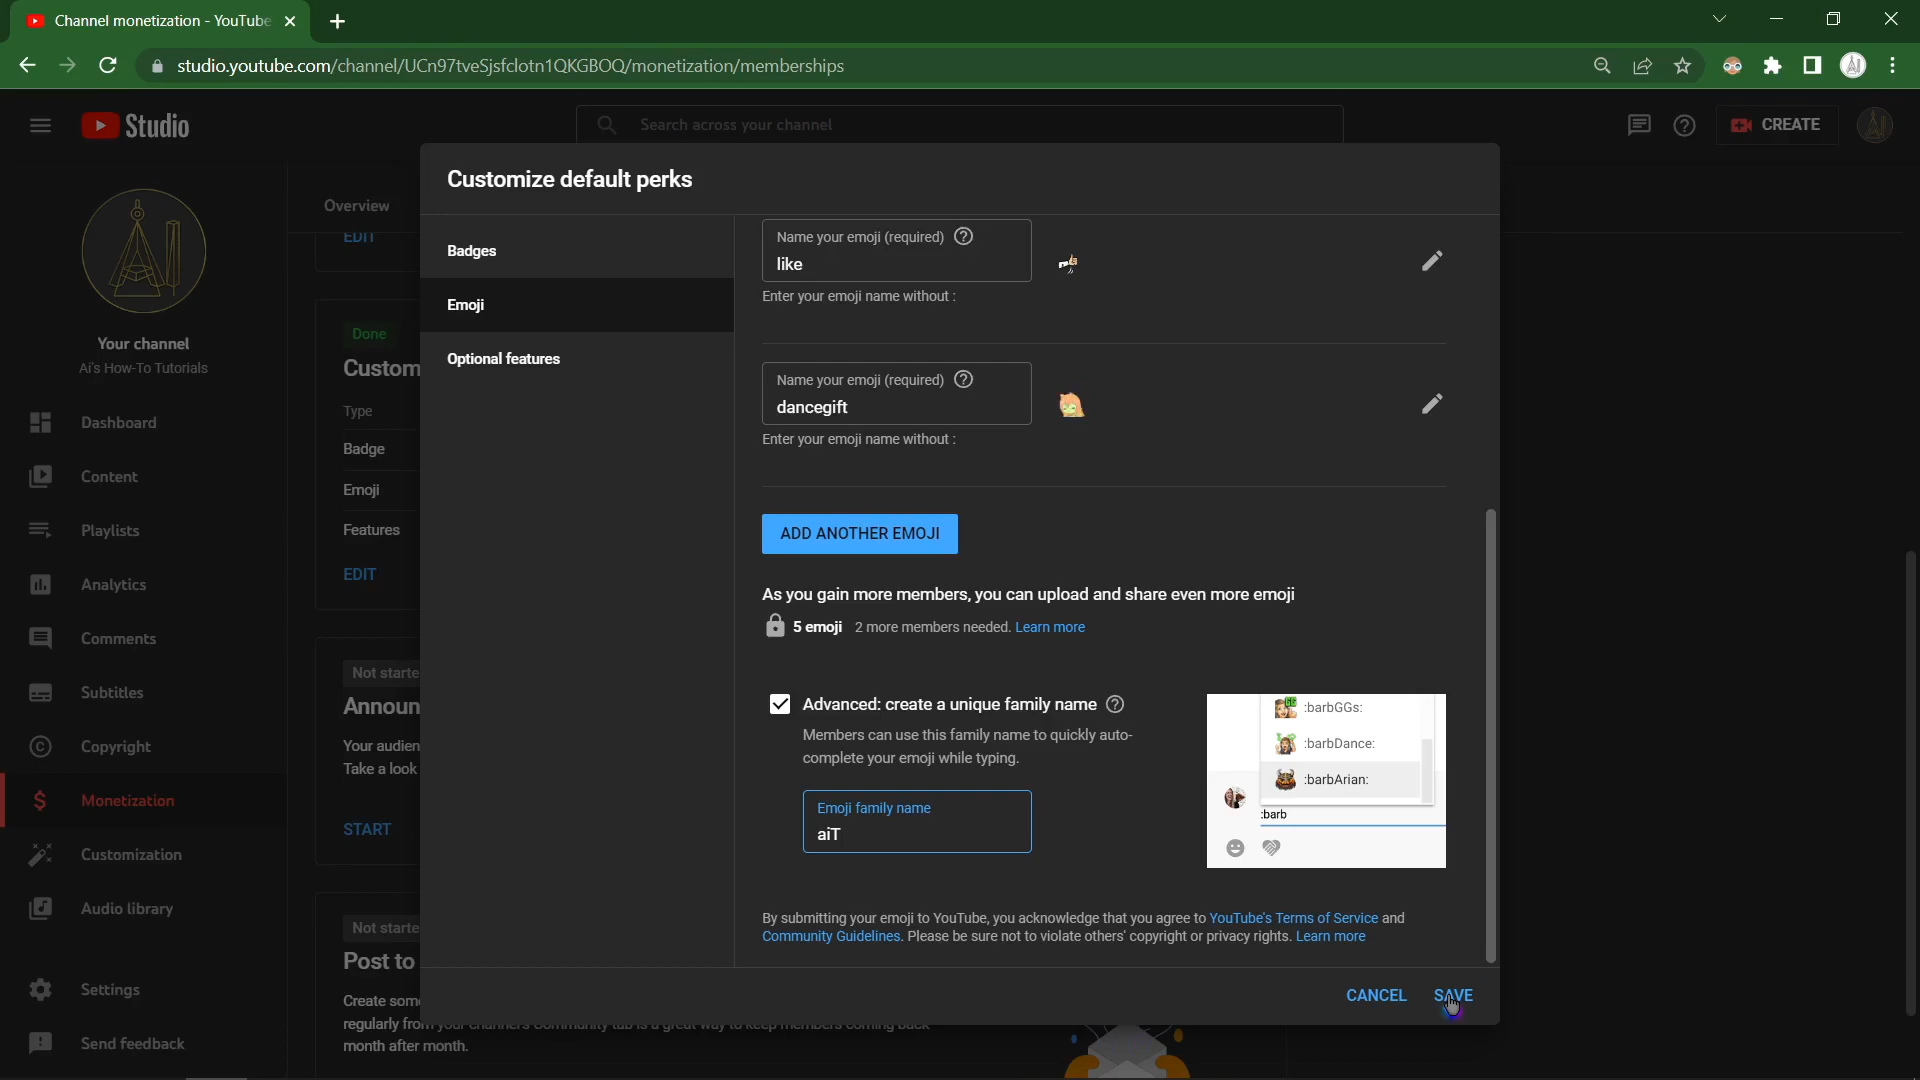 Channel monetization - YouTube
studio.youtube.com/channel/UCn97tveSjsfclotn1QKGBOQ/monetization/memberships
Studio
Search across your channel
CREATE
Customize default perks
Overview
EDIT
Badges
Emoji
Optional features
Name your emoji (required)
like
Enter your emoji name without :
Name your emoji (required)
dancegift
Enter your emoji name without :
ADD ANOTHER EMOJI
As you gain more members, you can upload and share even more emoji
5 emoji 2 more members needed. Learn more
Advanced: create a unique family name
Members can use this family name to quickly auto-
complete your emoji while typing.
Emoji family name
aiT
:barbGGs:
:barbDance:
:barbArian:
:barb
By submitting your emoji to YouTube, you acknowledge that you agree to YouTube's Terms of Service and
Community Guidelines. Please be sure not to violate others' copyright or privacy rights. Learn more
CANCEL SAVE
Your channel
Ai's How-To Tutorials
Dashboard
Content
Playlists
Analytics
Comments
Subtitles
Copyright
Monetization
Customization
Audio library
Settings
Send feedback
Done
Custom
Type
Badge
Emoji
Features
EDIT
Not starte
Announ
Your audien
Take a look
START
Not starte
Post to
Create som
regularly from your channel's Community tab is a great way to keep members coming back
month after month.